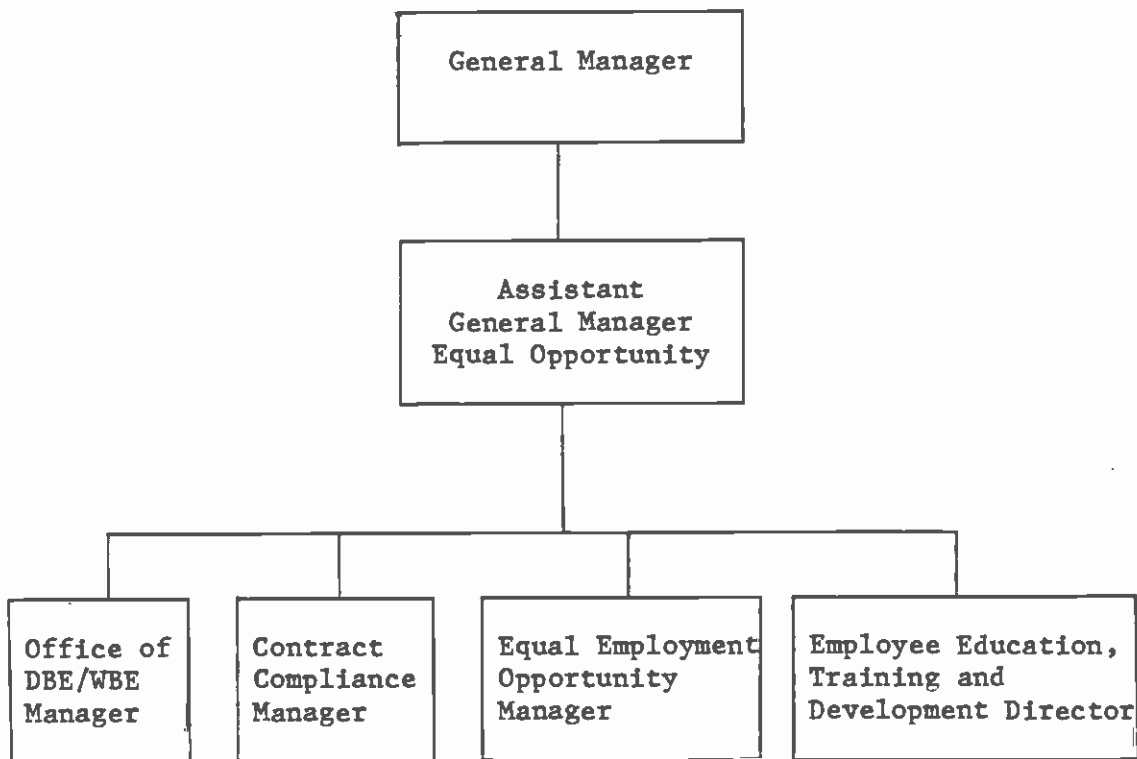 General Manager
Assistant
General Manager
Equal Opportunity
Office of
DBE/WBE
Manager
Contract
Compliance
Manager
Equal Employment
Opportunity
Manager
Employee Education,
Training and
Development Director